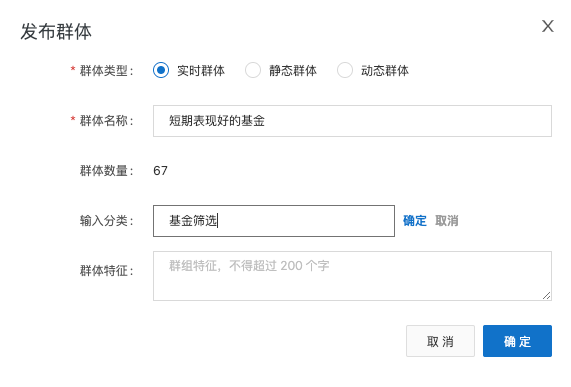 发布群体
* 群体类型： 实时群体 静态群体 动态群体
* 群体名称： 短期表现好的基金
群体数量： 67
输入分类： 基金筛选 确定 取消
群体特征： 群组特征，不得超过 200 个字
取 消 确 定